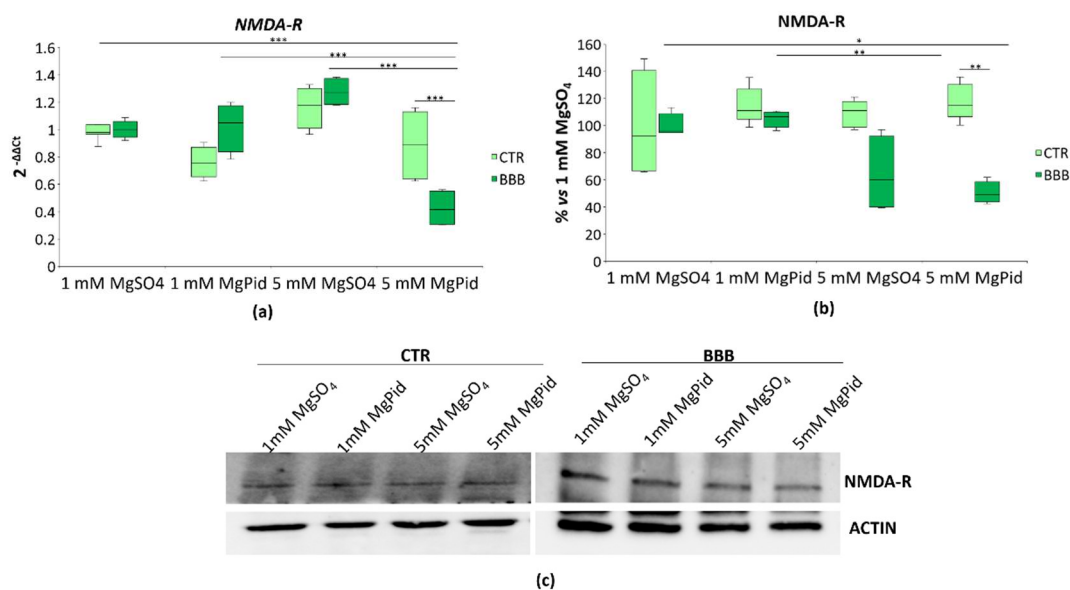 NMDA-R
***
***
***
***
1.6
1.4
1.2
1
0.8
0.6
0.4
0.2
0
2^-ΔΔCt
CTR
BBB
1 mM MgSO4 1 mM MgPid 5 mM MgSO4 5 mM MgPid
(a)
NMDA-R
*
**
**
160
140
120
100
80
60
40
20
0
% vs 1 mM MgSO₄
CTR
BBB
1 mM MgSO4 1 mM MgPid 5 mM MgSO4 5 mM MgPid
(b)
CTR
BBB
1mM MgSO₄
1mM MgPid
5mM MgSO₄
5mM MgPid
1mM MgSO₄
1mM MgPid
5mM MgSO₄
5mM MgPid
NMDA-R
ACTIN
(c)